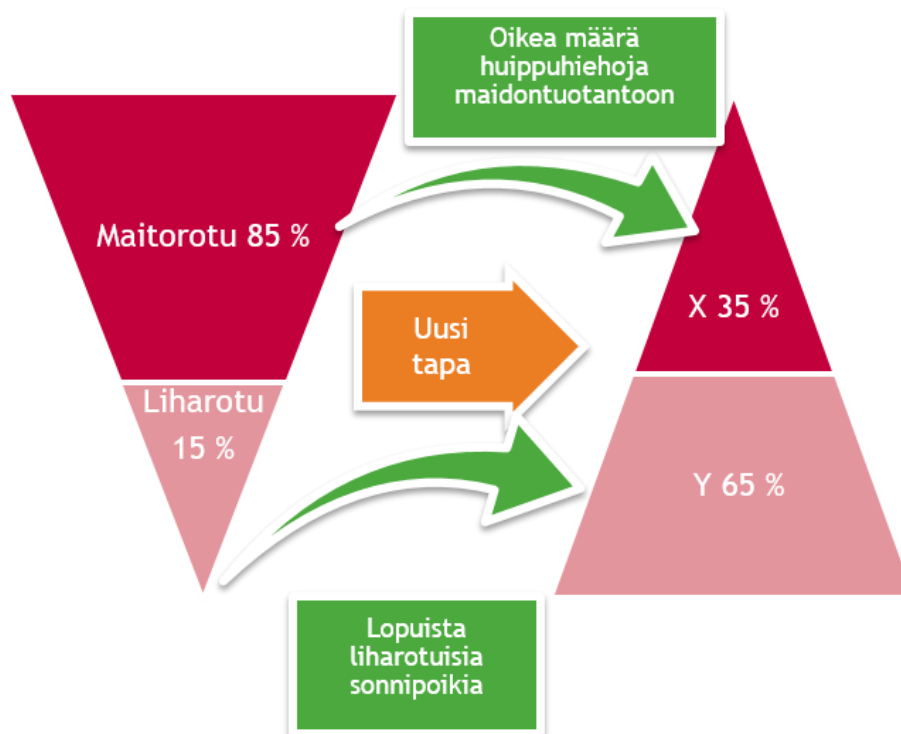 Oikea määrä
huippuhiehoja
maidontuotantoon
Maitorotu 85 %
X 35 %
Uusi
tapa
Liharotu
15 %
Y 65 %
Lopuista
liharotuisia
sonnipoikia